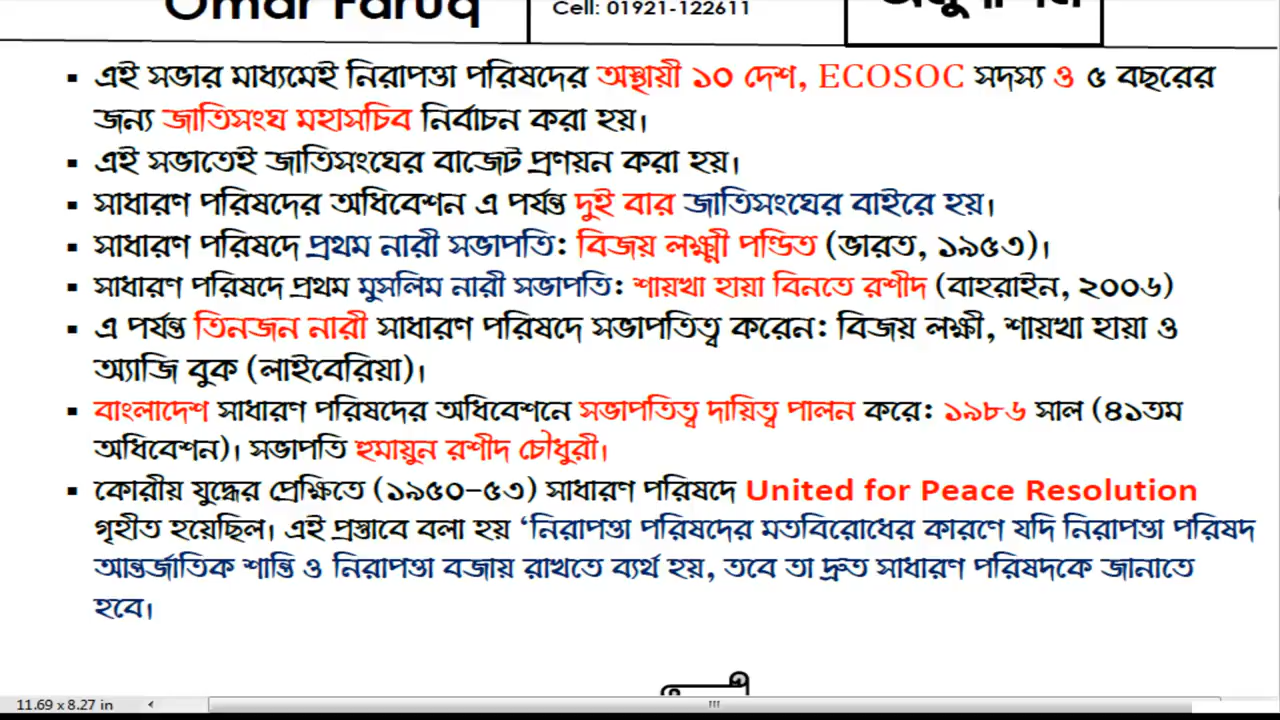 Omar Faruq
Cell: 01921-122611
▪ এই সভার মাধ্যমেই নিরাপত্তা পরিষদের অস্থায়ী ১০ দেশ, ECOSOC সদস্য ও ৫ বছরের
জন্য জাতিসংঘ মহাসচিব নির্বাচন করা হয়।
▪ এই সভাতেই জাতিসংঘের বাজেট প্রণয়ন করা হয়।
▪ সাধারণ পরিষদের অধিবেশন এ পর্যন্ত দুই বার জাতিসংঘের বাইরে হয়।
▪ সাধারণ পরিষদে প্রথম নারী সভাপতি: বিজয় লক্ষ্মী পন্ডিত (ভারত, ১৯৫৩)।
▪ সাধারণ পরিষদে প্রথম মুসলিম নারী সভাপতি: শায়খা হায়া বিনতে রশীদ (বাহরাইন, ২০০৬)
▪ এ পর্যন্ত তিনজন নারী সাধারণ পরিষদে সভাপতিত্ব করেন: বিজয় লক্ষী, শায়খা হায়া ও
অ্যাজি বুক (লাইবেরিয়া)।
▪ বাংলাদেশ সাধারণ পরিষদের অধিবেশনে সভাপতিত্ব দায়িত্ব পালন করে: ১৯৮৬ সাল (৪১তম
অধিবেশন)। সভাপতি হুমায়ুন রশীদ চৌধুরী।
▪ কোরীয় যুদ্ধের প্রেক্ষিতে (১৯৫০-৫৩) সাধারণ পরিষদে United for Peace Resolution
গৃহীত হয়েছিল। এই প্রস্তাবে বলা হয় ‘নিরাপত্তা পরিষদের মতবিরোধের কারণে যদি নিরাপত্তা পরিষদ
আন্তর্জাতিক শান্তি ও নিরাপত্তা বজায় রাখতে ব্যর্থ হয়, তবে তা দ্রুত সাধারণ পরিষদকে জানাতে
হবে।
11.69 x 8.27 in